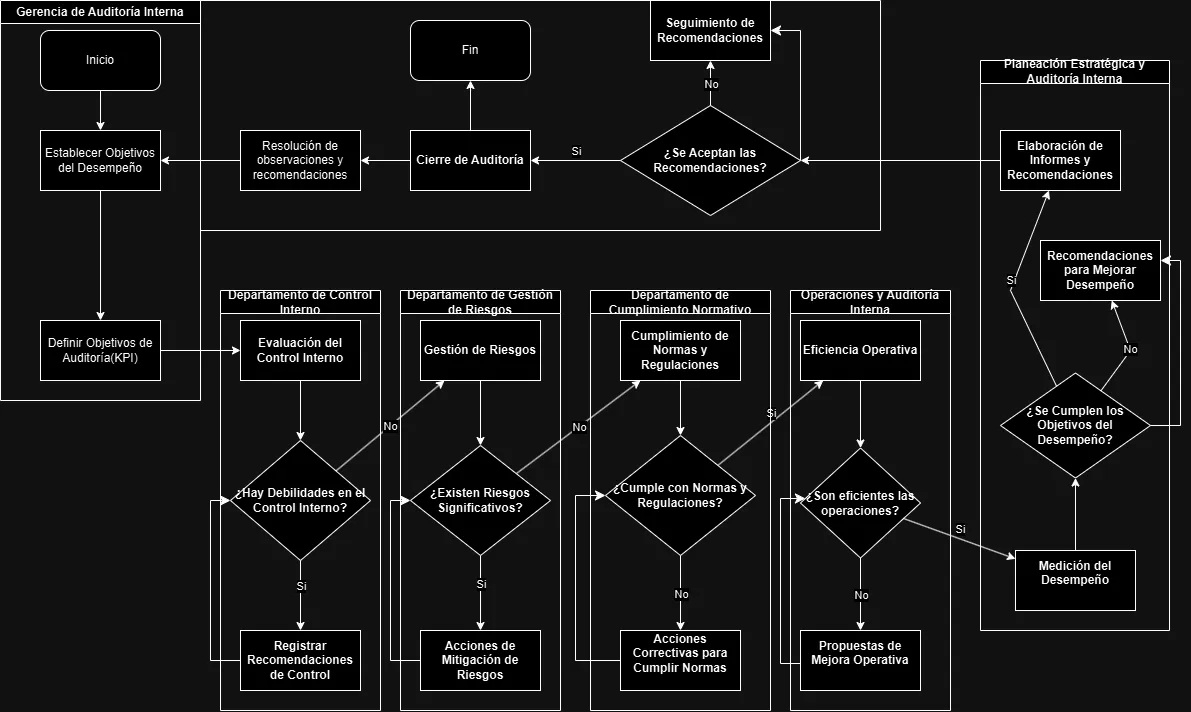 Gerencia de Auditoría Interna
Inicio
Establecer Objetivos
del Desempeño
Definir Objetivos de
Auditoría(KPI)
Resolución de
observaciones y
recomendaciones
Fin
Cierre de Auditoría
Si
Seguimiento de
Recomendaciones
No
¿Se Aceptan las
Recomendaciones?
Planeación Estratégica y
Auditoría Interna
Elaboración de
Informes y
Recomendaciones
Recomendaciones
para Mejorar
Desempeño
Sí
No
¿Se Cumplen los
Objetivos del
Desempeño?
Medición del
Desempeño
Departamento de Control
Interno
Evaluación del
Control Interno
No
¿Hay Debilidades en el
Control Interno?
Si
Registrar
Recomendaciones
de Control
Departamento de Gestión
de Riesgos
Gestión de Riesgos
No
¿Existen Riesgos
Significativos?
Si
Acciones de
Mitigación de
Riesgos
Departamento de
Cumplimiento Normativo
Cumplimiento de
Normas y
Regulaciones
Si
¿Cumple con Normas y
Regulaciones?
No
Acciones
Correctivas para
Cumplir Normas
Operaciones y Auditoría
Interna
Eficiencia Operativa
¿Son eficientes las
operaciones?
Si
No
Propuestas de
Mejora Operativa